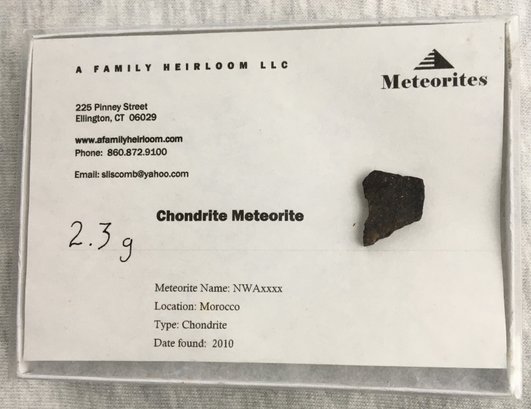 A FAMILY HEIRLOOM LLC
Meteorites
225 Pinney Street
Ellington, CT 06029
www.afamilyheirloom.com
Phone: 860.872.9100
Email: sliscomb@yahoo.com
Chondrite Meteorite
2.3 g
Meteorite Name: NWAxxxx
Location: Morocco
Type: Chondrite
Date found: 2010